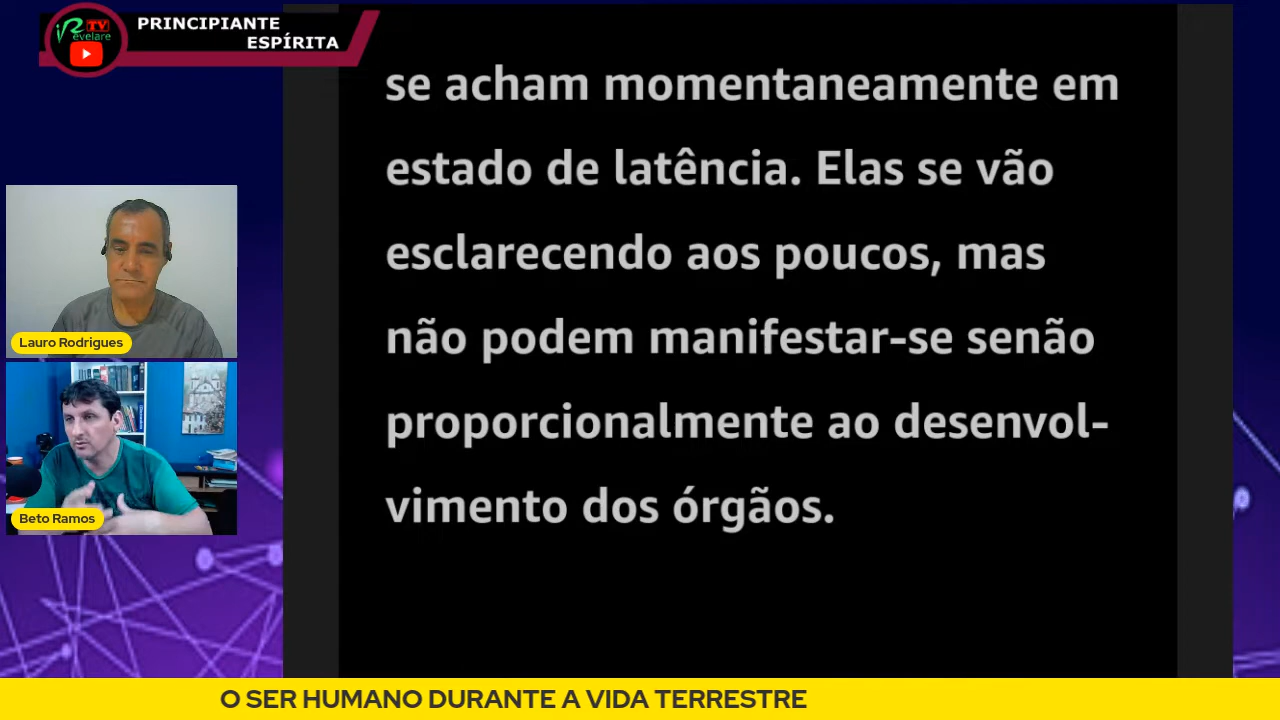 PRINCIPIANTE
ESPÍRITA
iRevelare TV
se acham momentaneamente em
estado de latência. Elas se vão
esclarecendo aos poucos, mas
não podem manifestar-se senão
proporcionalmente ao desenvol-
vimento dos órgãos.
Lauro Rodrigues
Beto Ramos
O SER HUMANO DURANTE A VIDA TERRESTRE